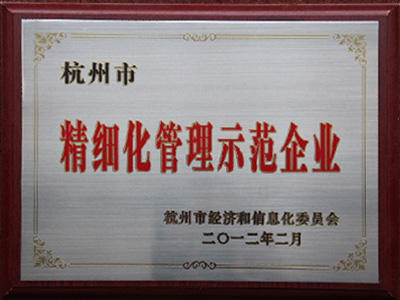 杭州市
精细化管理示范企业
杭州市经济和信息化委员会
二〇一二年二月